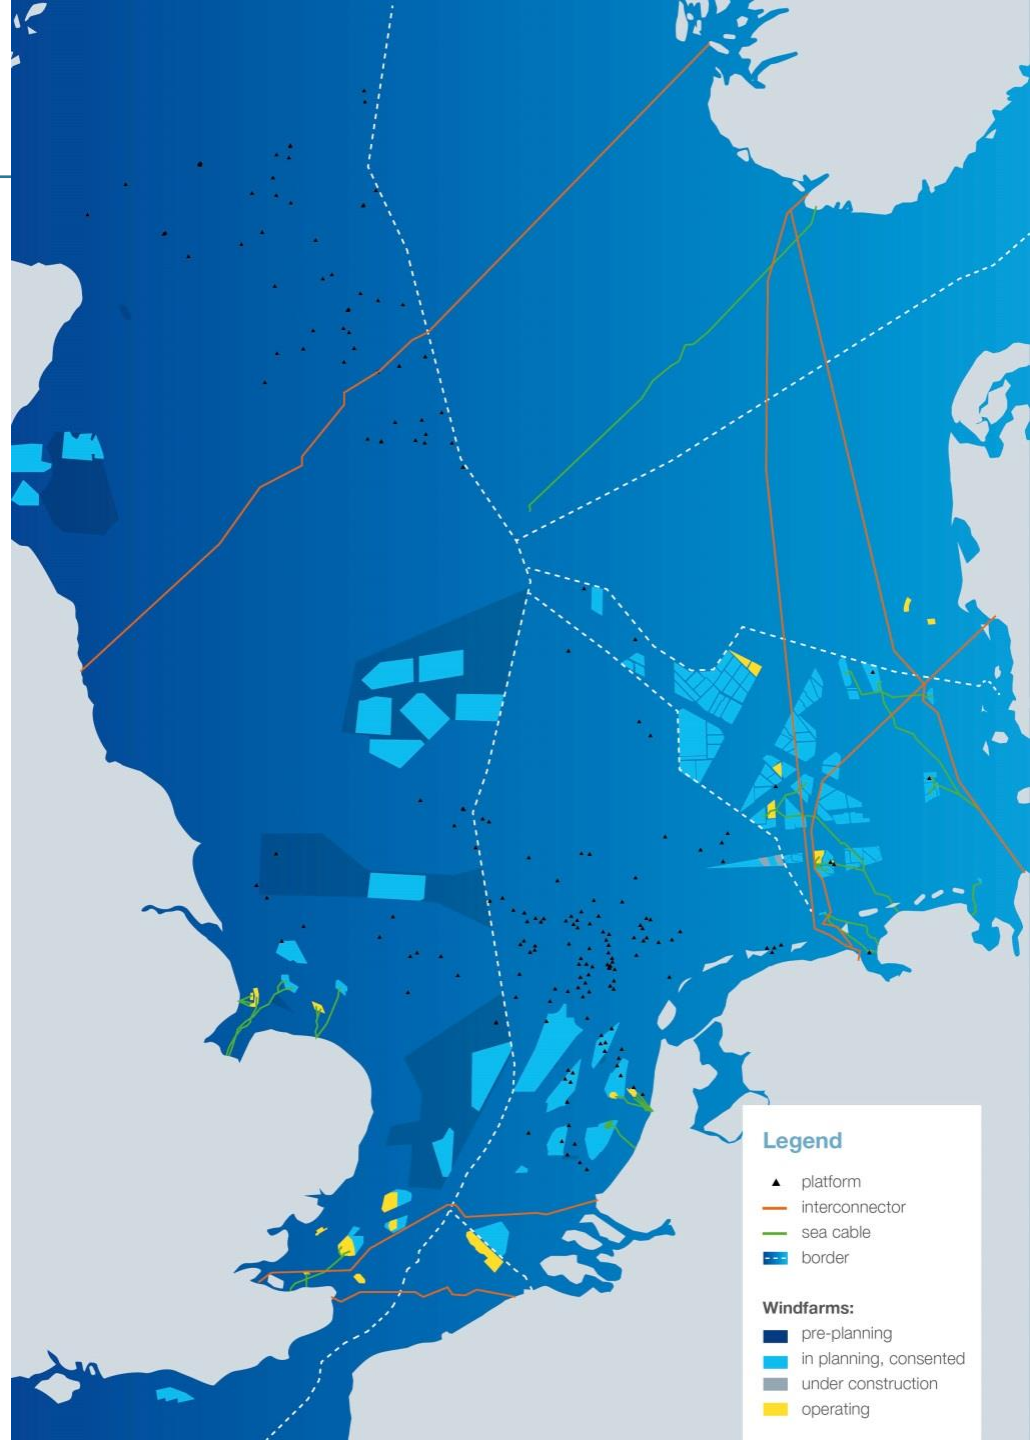 Legend
platform
interconnector
sea cable
border
Windfarms:
pre-planning
in planning, consented
under construction
operating